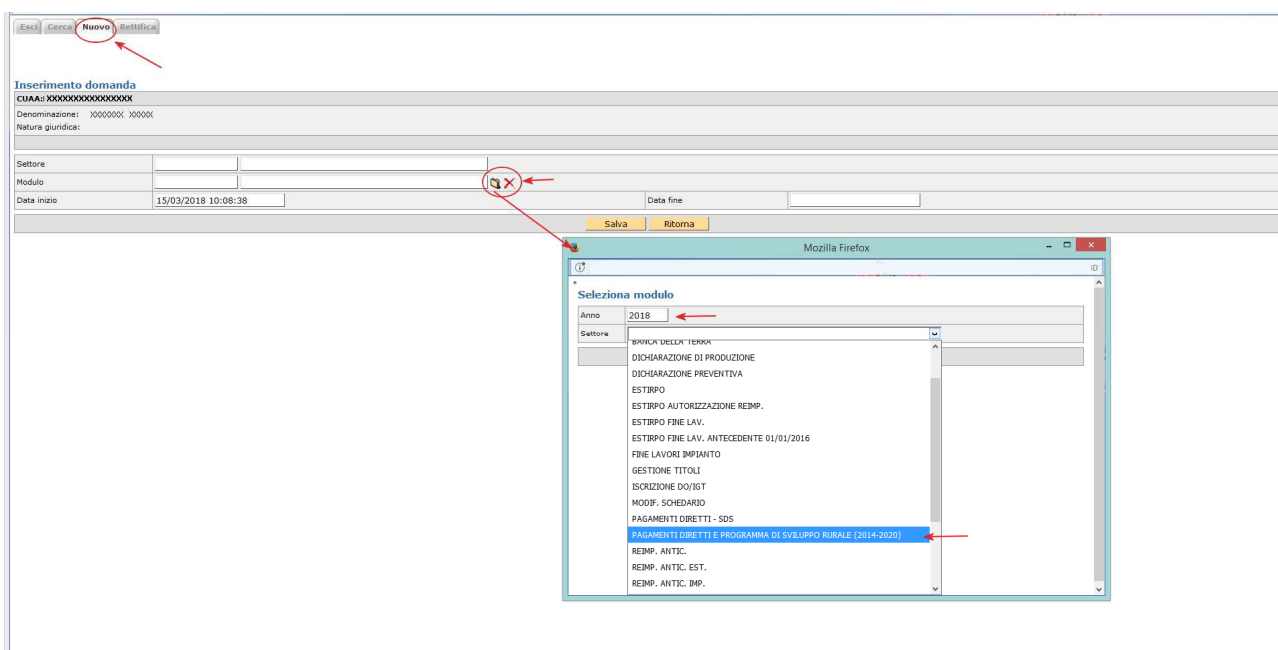 Esci Cerca Nuovo Rettifica
Inserimento domanda
CUAA: XXXXXXXXXXXXXXXX
Denominazione: XXXXXXX XXXXX
Natura giuridica:
Settore
Modulo
Data inizio 15/03/2018 10:08:38 Data fine
Salva Ritorna
Mozilla Firefox
Seleziona modulo
Anno 2018
Settore
BANCA DELLA TERRA
DICHIARAZIONE DI PRODUZIONE
DICHIARAZIONE PREVENTIVA
ESTIRPO
ESTIRPO AUTORIZZAZIONE REIMP.
ESTIRPO FINE LAV.
ESTIRPO FINE LAV. ANTECEDENTE 01/01/2016
FINE LAVORI IMPIANTO
GESTIONE TITOLI
ISCRIZIONE DO/IGT
MODIF. SCHEDARIO
PAGAMENTI DIRETTI - SDS
PAGAMENTI DIRETTI E PROGRAMMA DI SVILUPPO RURALE (2014-2020)
REIMP. ANTIC.
REIMP. ANTIC. EST.
REIMP. ANTIC. IMP.